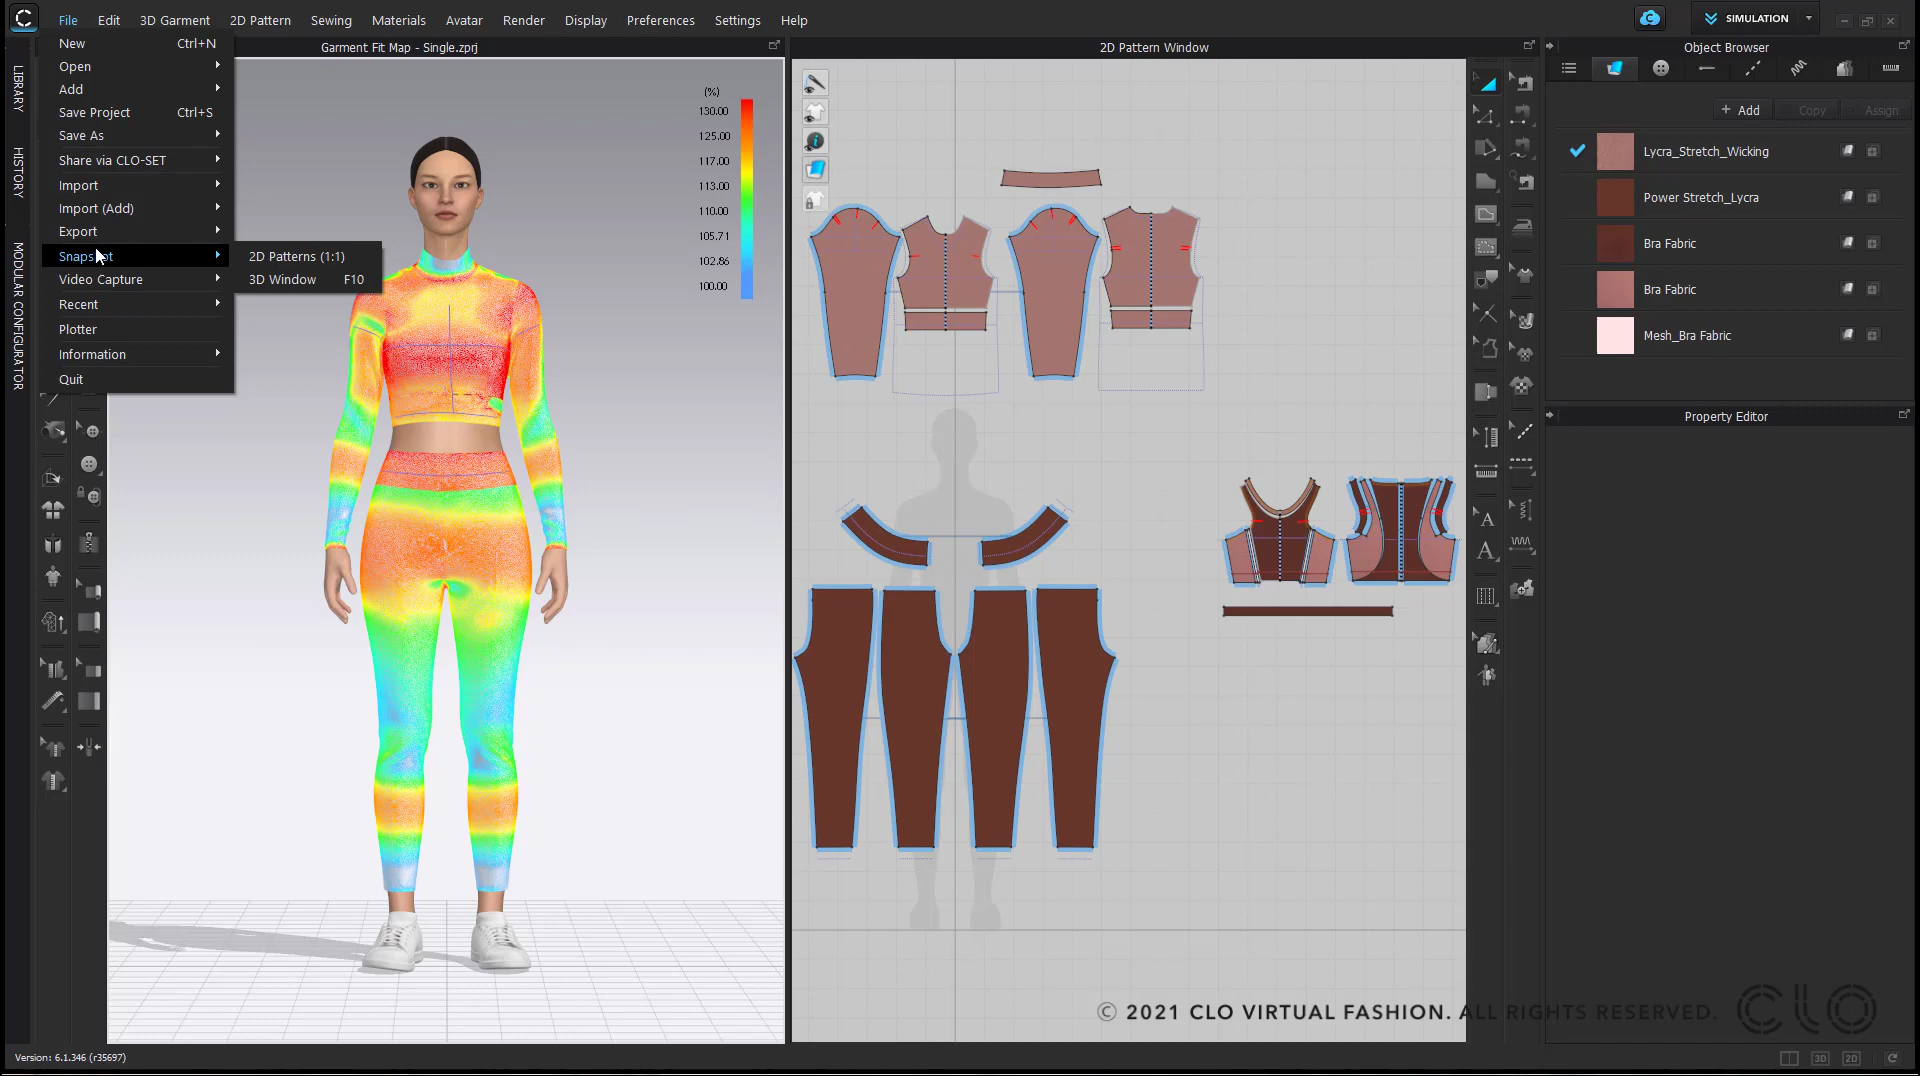 File Edit 3D Garment 2D Pattern Sewing Materials Avatar Render Display Preferences Settings Help
SIMULATION
Garment Fit Map - Single.zprj
2D Pattern Window
Object Browser
LIBRARY
HISTORY
MODULAR CONFIGURATOR
New Ctrl+N
Open
Add
Save Project Ctrl+S
Save As
Share via CLO-SET
Import
Import (Add)
Export
Snapshot
Video Capture
Recent
Plotter
Information
Quit
2D Patterns (1:1)
3D Window F10
(%)
130.00
125.00
117.00
113.00
110.00
105.71
102.86
100.00
+ Add Copy Assign
Lycra_Stretch_Wicking
Power Stretch_Lycra
Bra Fabric
Bra Fabric
Mesh_Bra Fabric
Property Editor
© 2021 CLO VIRTUAL FASHION. ALL RIGHTS RESERVED.
CLO
Version: 6.1.346 (r35697)
3D 2D